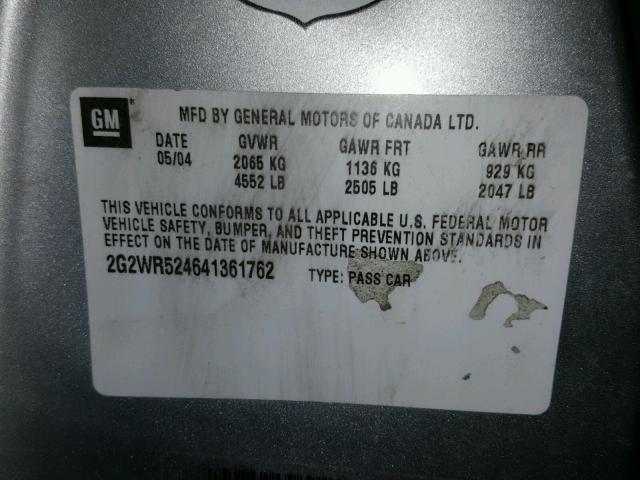 GM
MFD BY GENERAL MOTORS OF CANADA LTD.
DATE GVWR GAWR FRT GAWR RR
05/04 2065 KG 1136 KG 929 KG
4552 LB 2505 LB 2047 LB
THIS VEHICLE CONFORMS TO ALL APPLICABLE U.S. FEDERAL MOTOR
VEHICLE SAFETY, BUMPER, AND THEFT PREVENTION STANDARDS IN
EFFECT ON THE DATE OF MANUFACTURE SHOWN ABOVE.
2G2WR524641361762 TYPE: PASS CAR